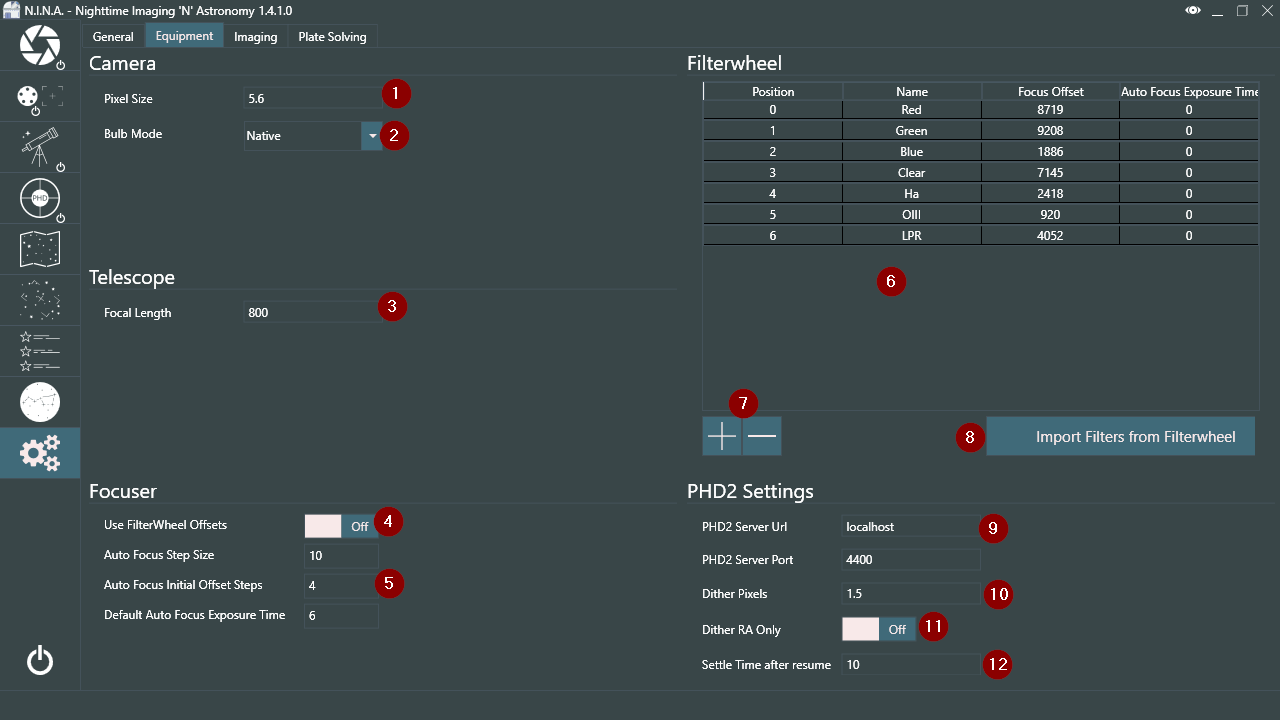 N.I.N.A. - Nighttime Imaging 'N' Astronomy 1.4.1.0
General Equipment Imaging Plate Solving
Camera
Pixel Size 5.6 1
Bulb Mode Native 2
Telescope
Focal Length 800 3
Focuser
Use FilterWheel Offsets Off 4
Auto Focus Step Size 10
Auto Focus Initial Offset Steps 4 5
Default Auto Focus Exposure Time 6
Filterwheel
Position Name Focus Offset Auto Focus Exposure Time
0 Red 8719 0
1 Green 9208 0
2 Blue 1886 0
3 Clear 7145 0
4 Ha 2418 0
5 OIII 920 0
6 LPR 4052 0
6
7
8 Import Filters from Filterwheel
PHD2 Settings
PHD2 Server Url localhost 9
PHD2 Server Port 4400
Dither Pixels 1.5 10
Dither RA Only Off 11
Settle Time after resume 10 12
PHD